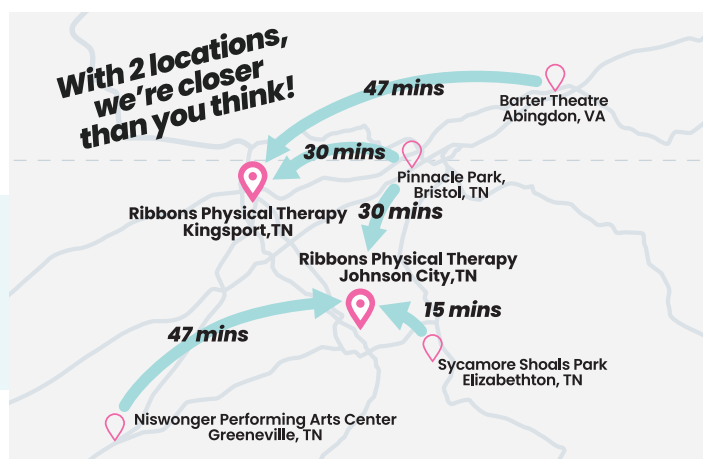 With 2 locations,
we're closer
than you think!
47 mins
Barter Theatre
Abingdon, VA
30 mins
Pinnacle Park,
Bristol, TN
Ribbons Physical Therapy
Kingsport,TN
30 mins
Ribbons Physical Therapy
Johnson City,TN
15 mins
47 mins
Sycamore Shoals Park
Elizabethton, TN
Niswonger Performing Arts Center
Greeneville, TN